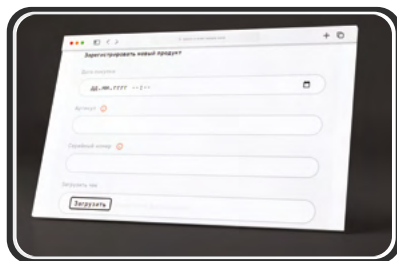 Зарегистрировать новый продукт
Дата покупки
ДД.ММ.ГГГГ --:--
Артикул
Серийный номер
Загрузить чек
Загрузить